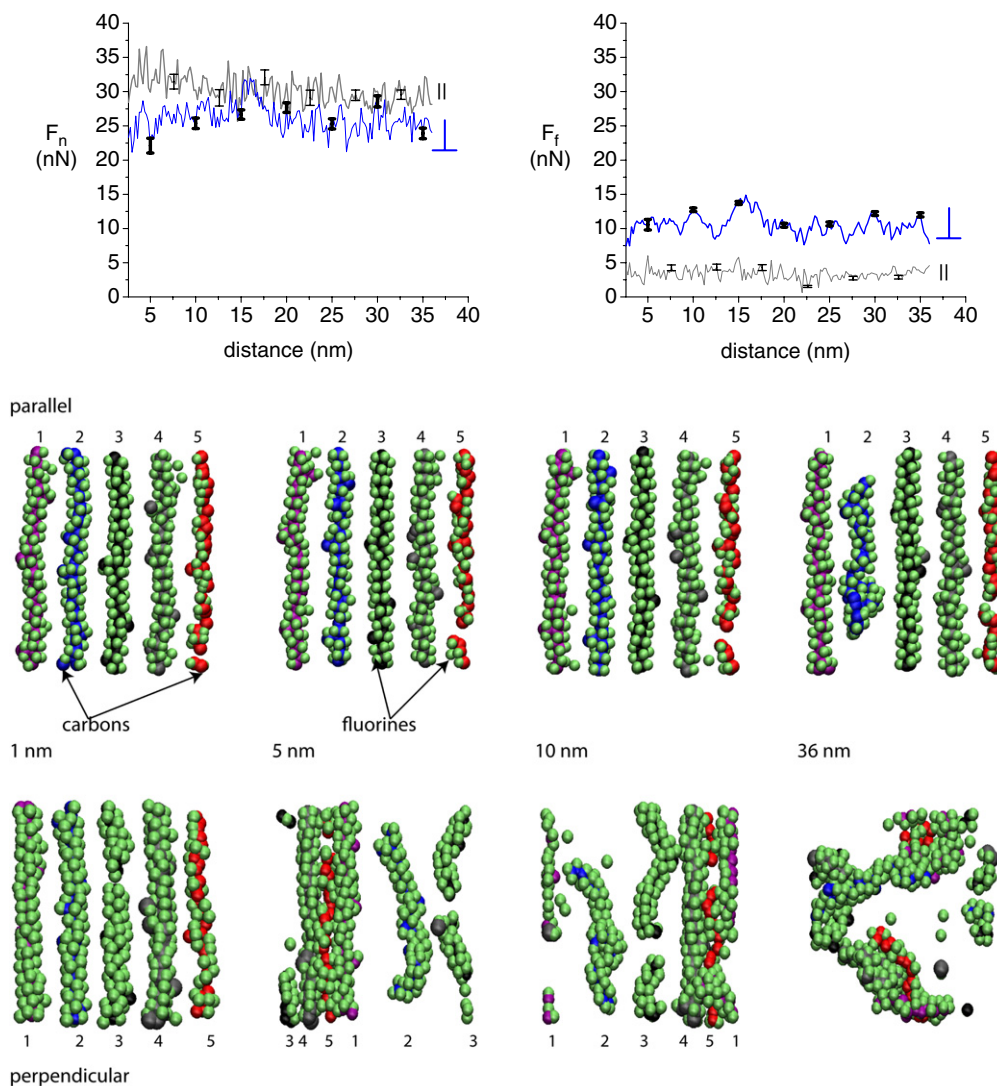 40
35
30
25
20
15
10
5
0
Fn
(nN)
||
5 10 15 20 25 30 35 40
distance (nm)
40
35
30
25
20
15
10
5
0
Ff
(nN)
||
5 10 15 20 25 30 35 40
distance (nm)
parallel
1 2 3 4 5
1 2 3 4 5
1 2 3 4 5
1 2 3 4 5
carbons
fluorines
1 nm
5 nm
10 nm
36 nm
1 2 3 4 5
3 4 5 1 2 3
1 2 3 4 5 1
perpendicular